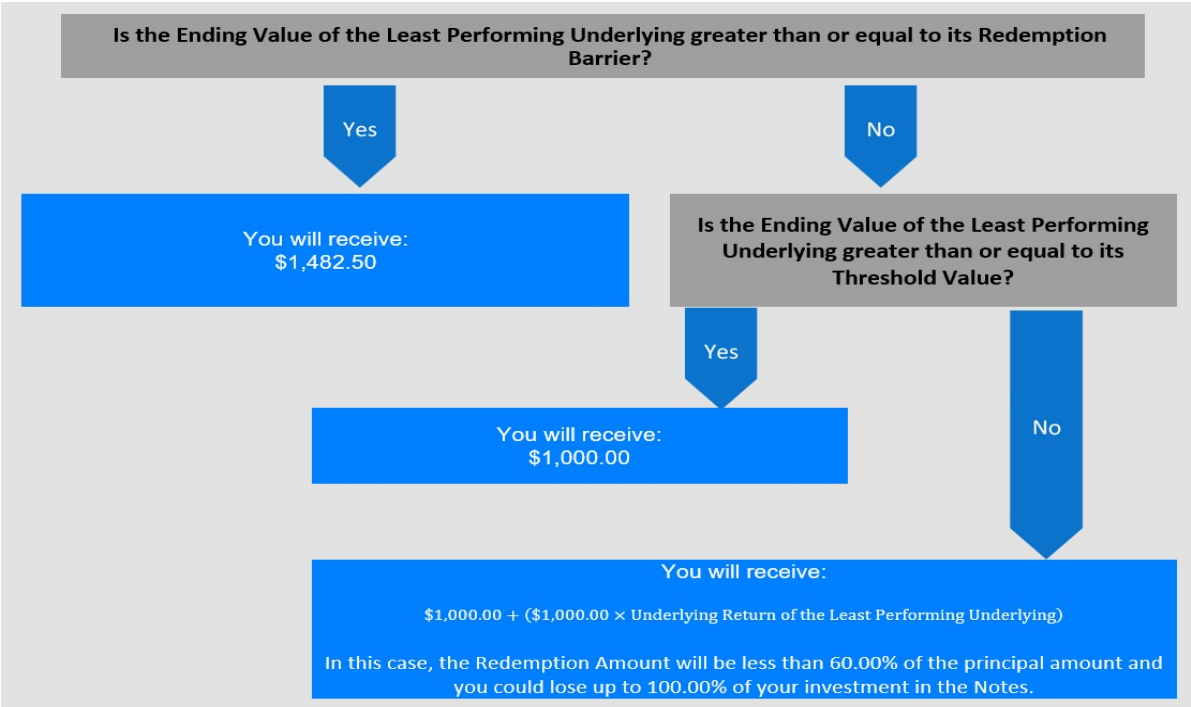 Is the Ending Value of the Least Performing Underlying greater than or equal to its Redemption
Barrier?
Yes
No
You will receive:
$1,482.50
Is the Ending Value of the Least Performing
Underlying greater than or equal to its
Threshold Value?
Yes
No
You will receive:
$1,000.00
You will receive:
$1,000.00 + ($1,000.00 × Underlying Return of the Least Performing Underlying)
In this case, the Redemption Amount will be less than 60.00% of the principal amount and
you could lose up to 100.00% of your investment in the Notes.